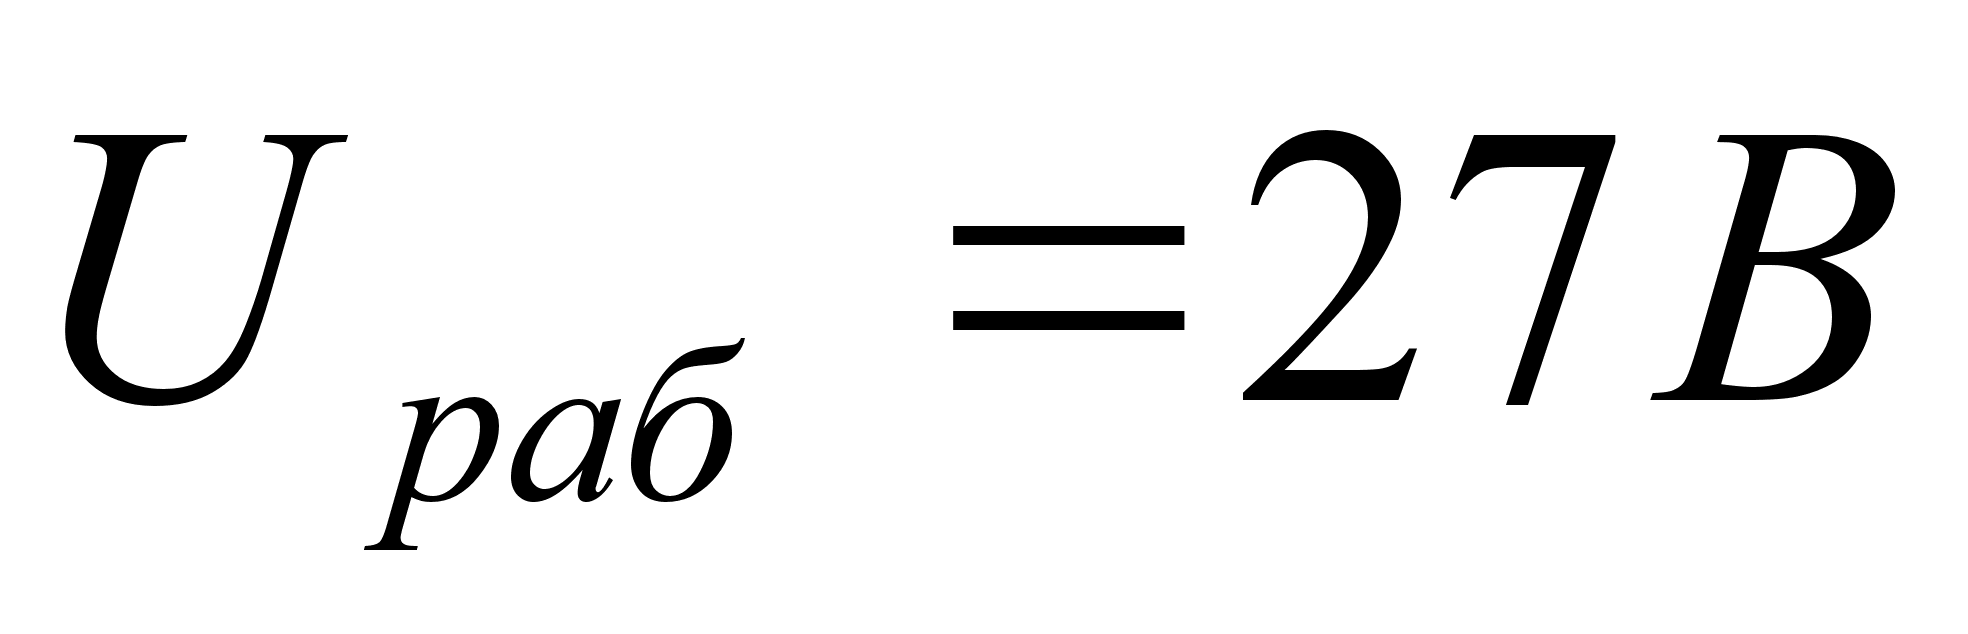 U раб = 27 В